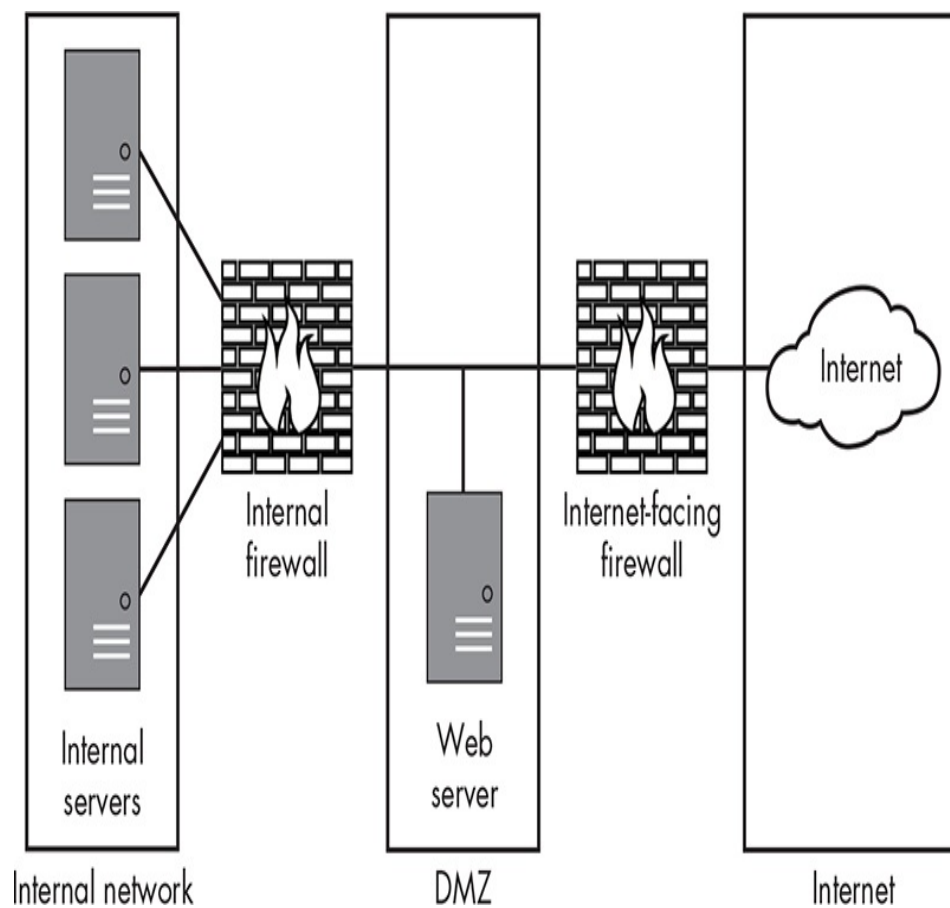 Internal
servers
Internal network
Internal
firewall
Web
server
DMZ
Internet-facing
firewall
Internet
Internet